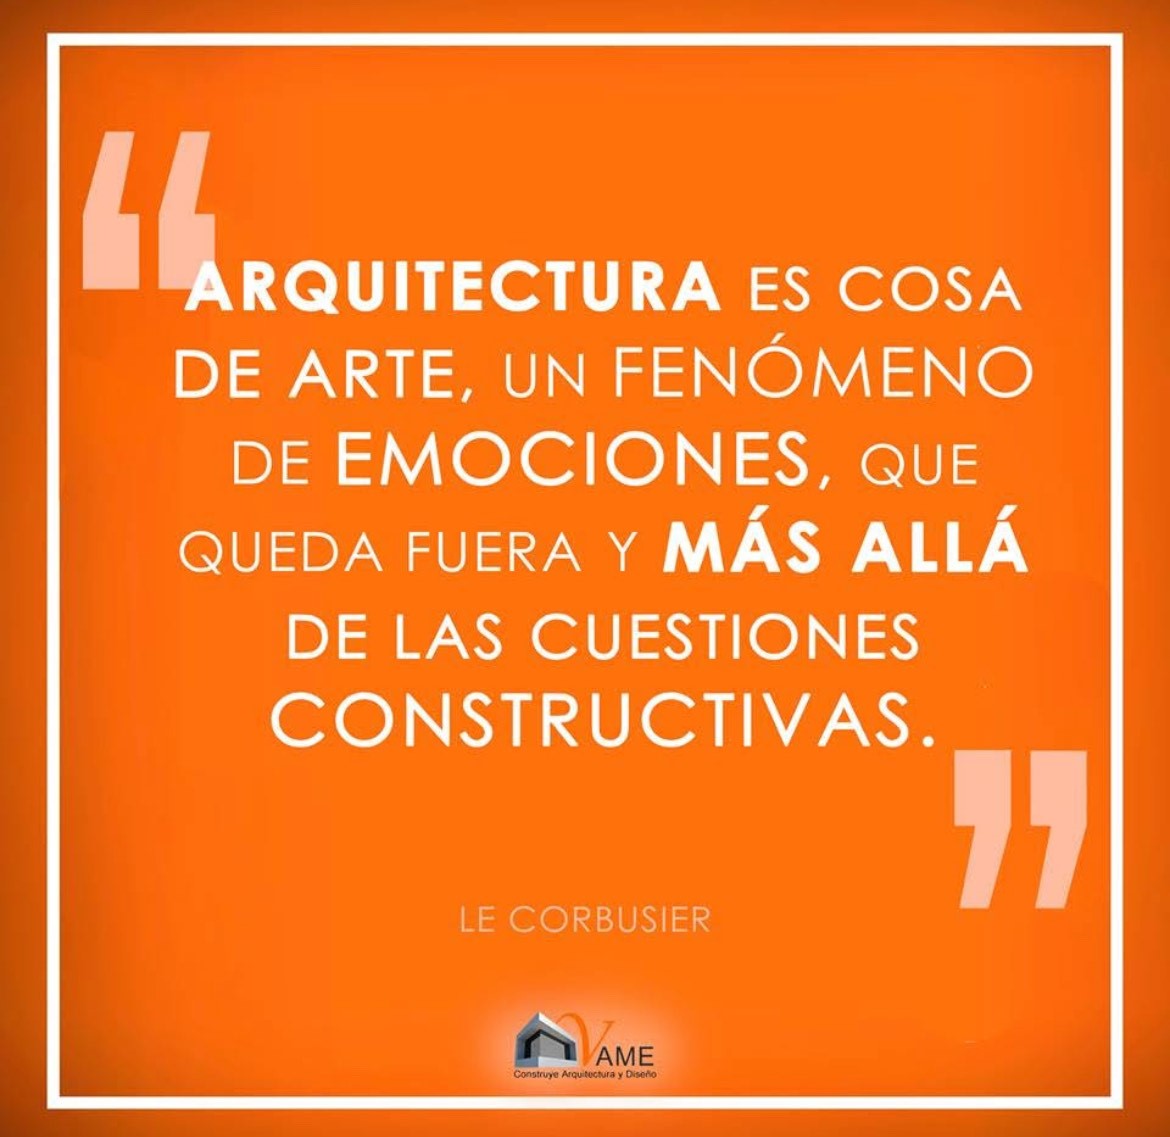 “
ARQUITECTURA ES COSA
DE ARTE, UN FENÓMENO
DE EMOCIONES, QUE
QUEDA FUERA Y MÁS ALLÁ
DE LAS CUESTIONES
CONSTRUCTIVAS.
”
LE CORBUSIER
VAME
Construye Arquitectura y Diseño